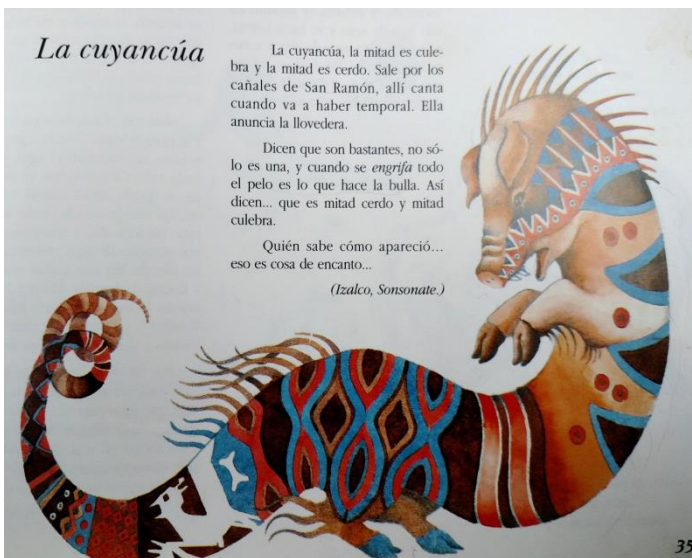 La cuyancúa
La cuyancúa, la mitad es cule-
bra y la mitad es cerdo. Sale por los
cañales de San Ramón, allí canta
cuando va a haber temporal. Ella
anuncia la llovedera.
Dicen que son bastantes, no só-
lo es una, y cuando se engrifa todo
el pelo es lo que hace la bulla. Así
dicen... que es mitad cerdo y mitad
culebra.
Quién sabe cómo apareció...
eso es cosa de encanto...
(Izalco, Sonsonate.)
35